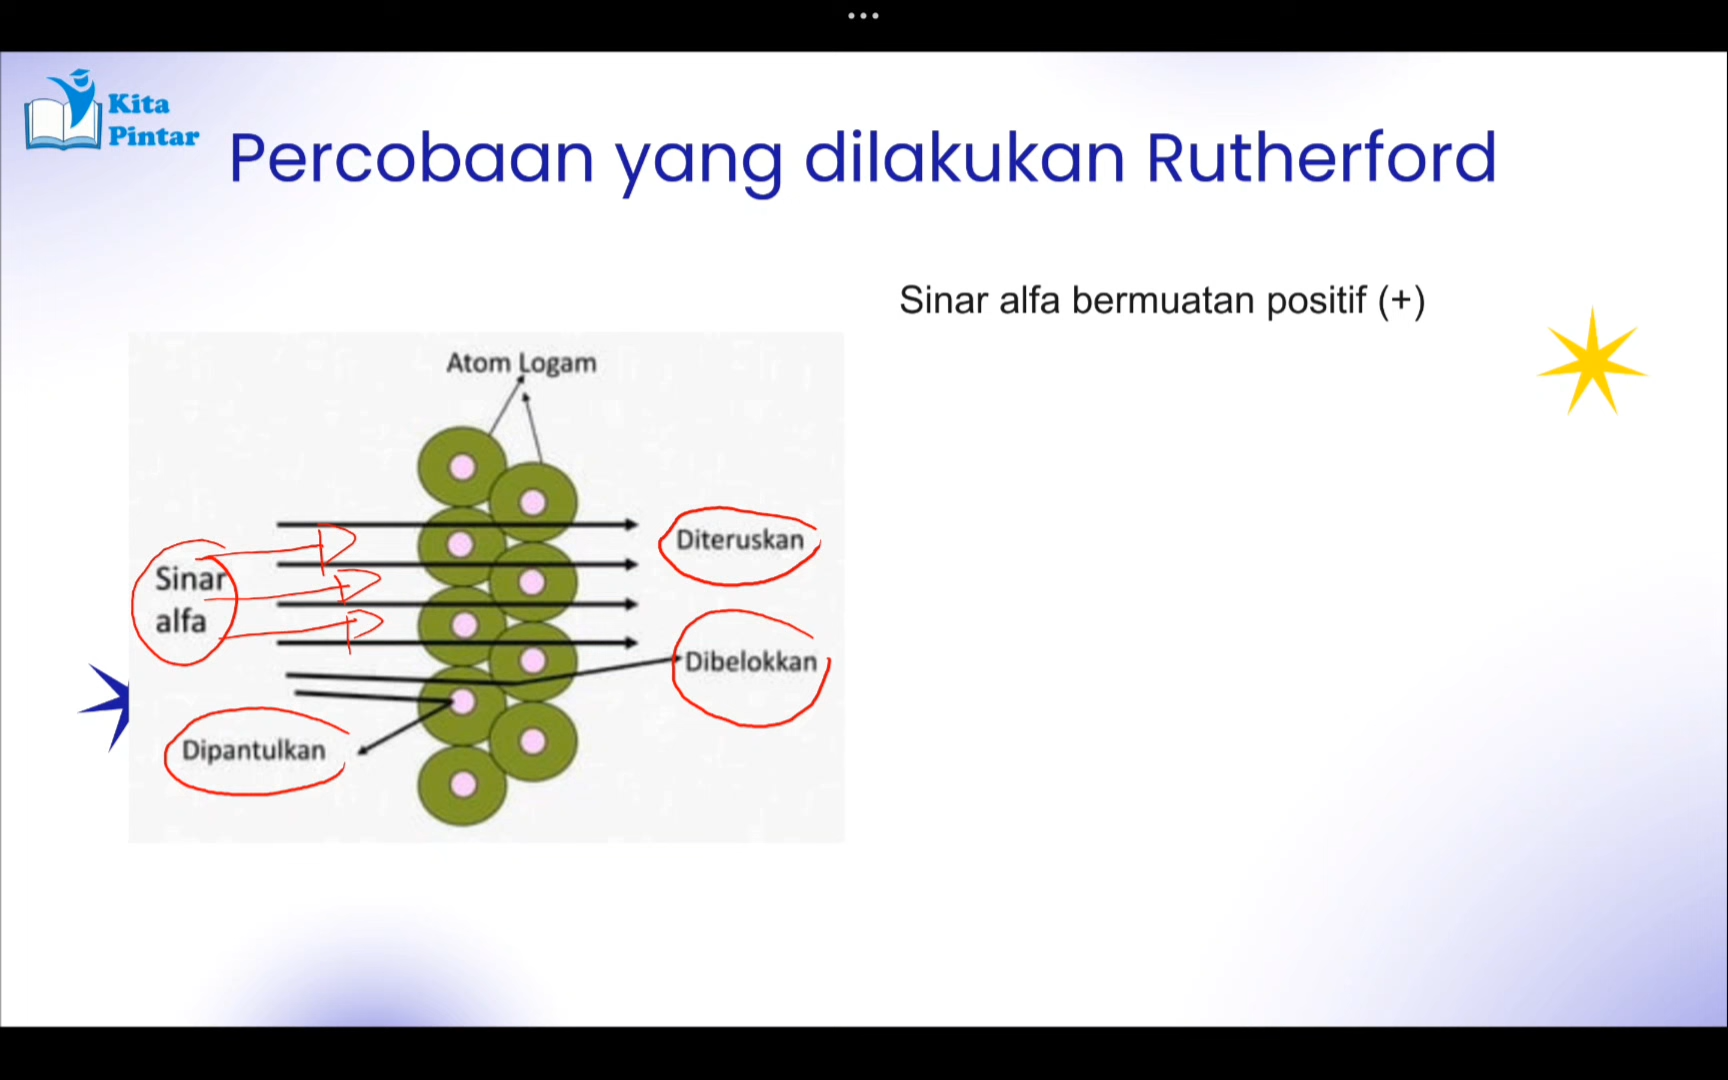 Kita
Pintar
Percobaan yang dilakukan Rutherford
Sinar alfa bermuatan positif (+)
Atom Logam
Diteruskan
Sinar
alfa
Dibelokkan
Dipantulkan